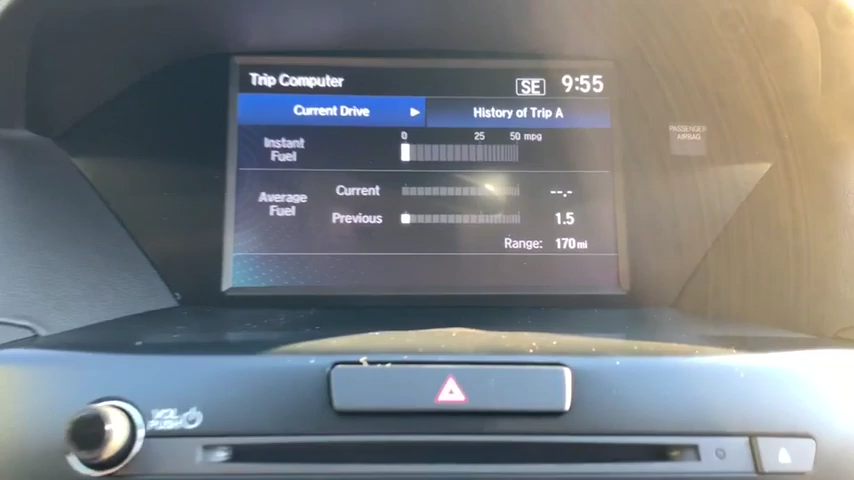 Trip Computer SE 9:55
Current Drive History of Trip A
0 25 50 mpg
Instant
Fuel
Average
Fuel
Current --.-
Previous 1.5
Range: 170 mi
PASSENGER
AIRBAG
VOL
PUSH